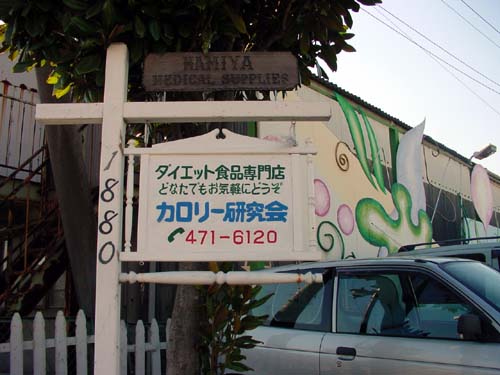 HAMIYA
MEDICAL SUPPLIES
ダイエット食品専門店
どなたでもお気軽にどうぞ
カロリー研究会
471-6120
1880